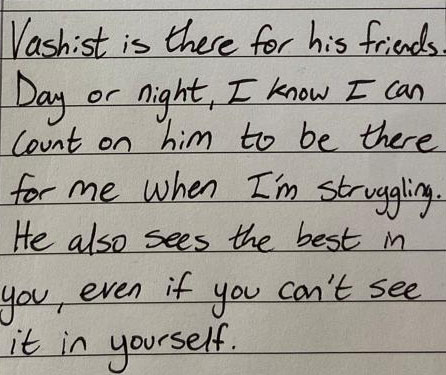 Vashist is there for his friends.
Day or night, I know I can
count on him to be there
for me when I'm struggling.
He also sees the best in
you, even if you can't see
it in yourself.